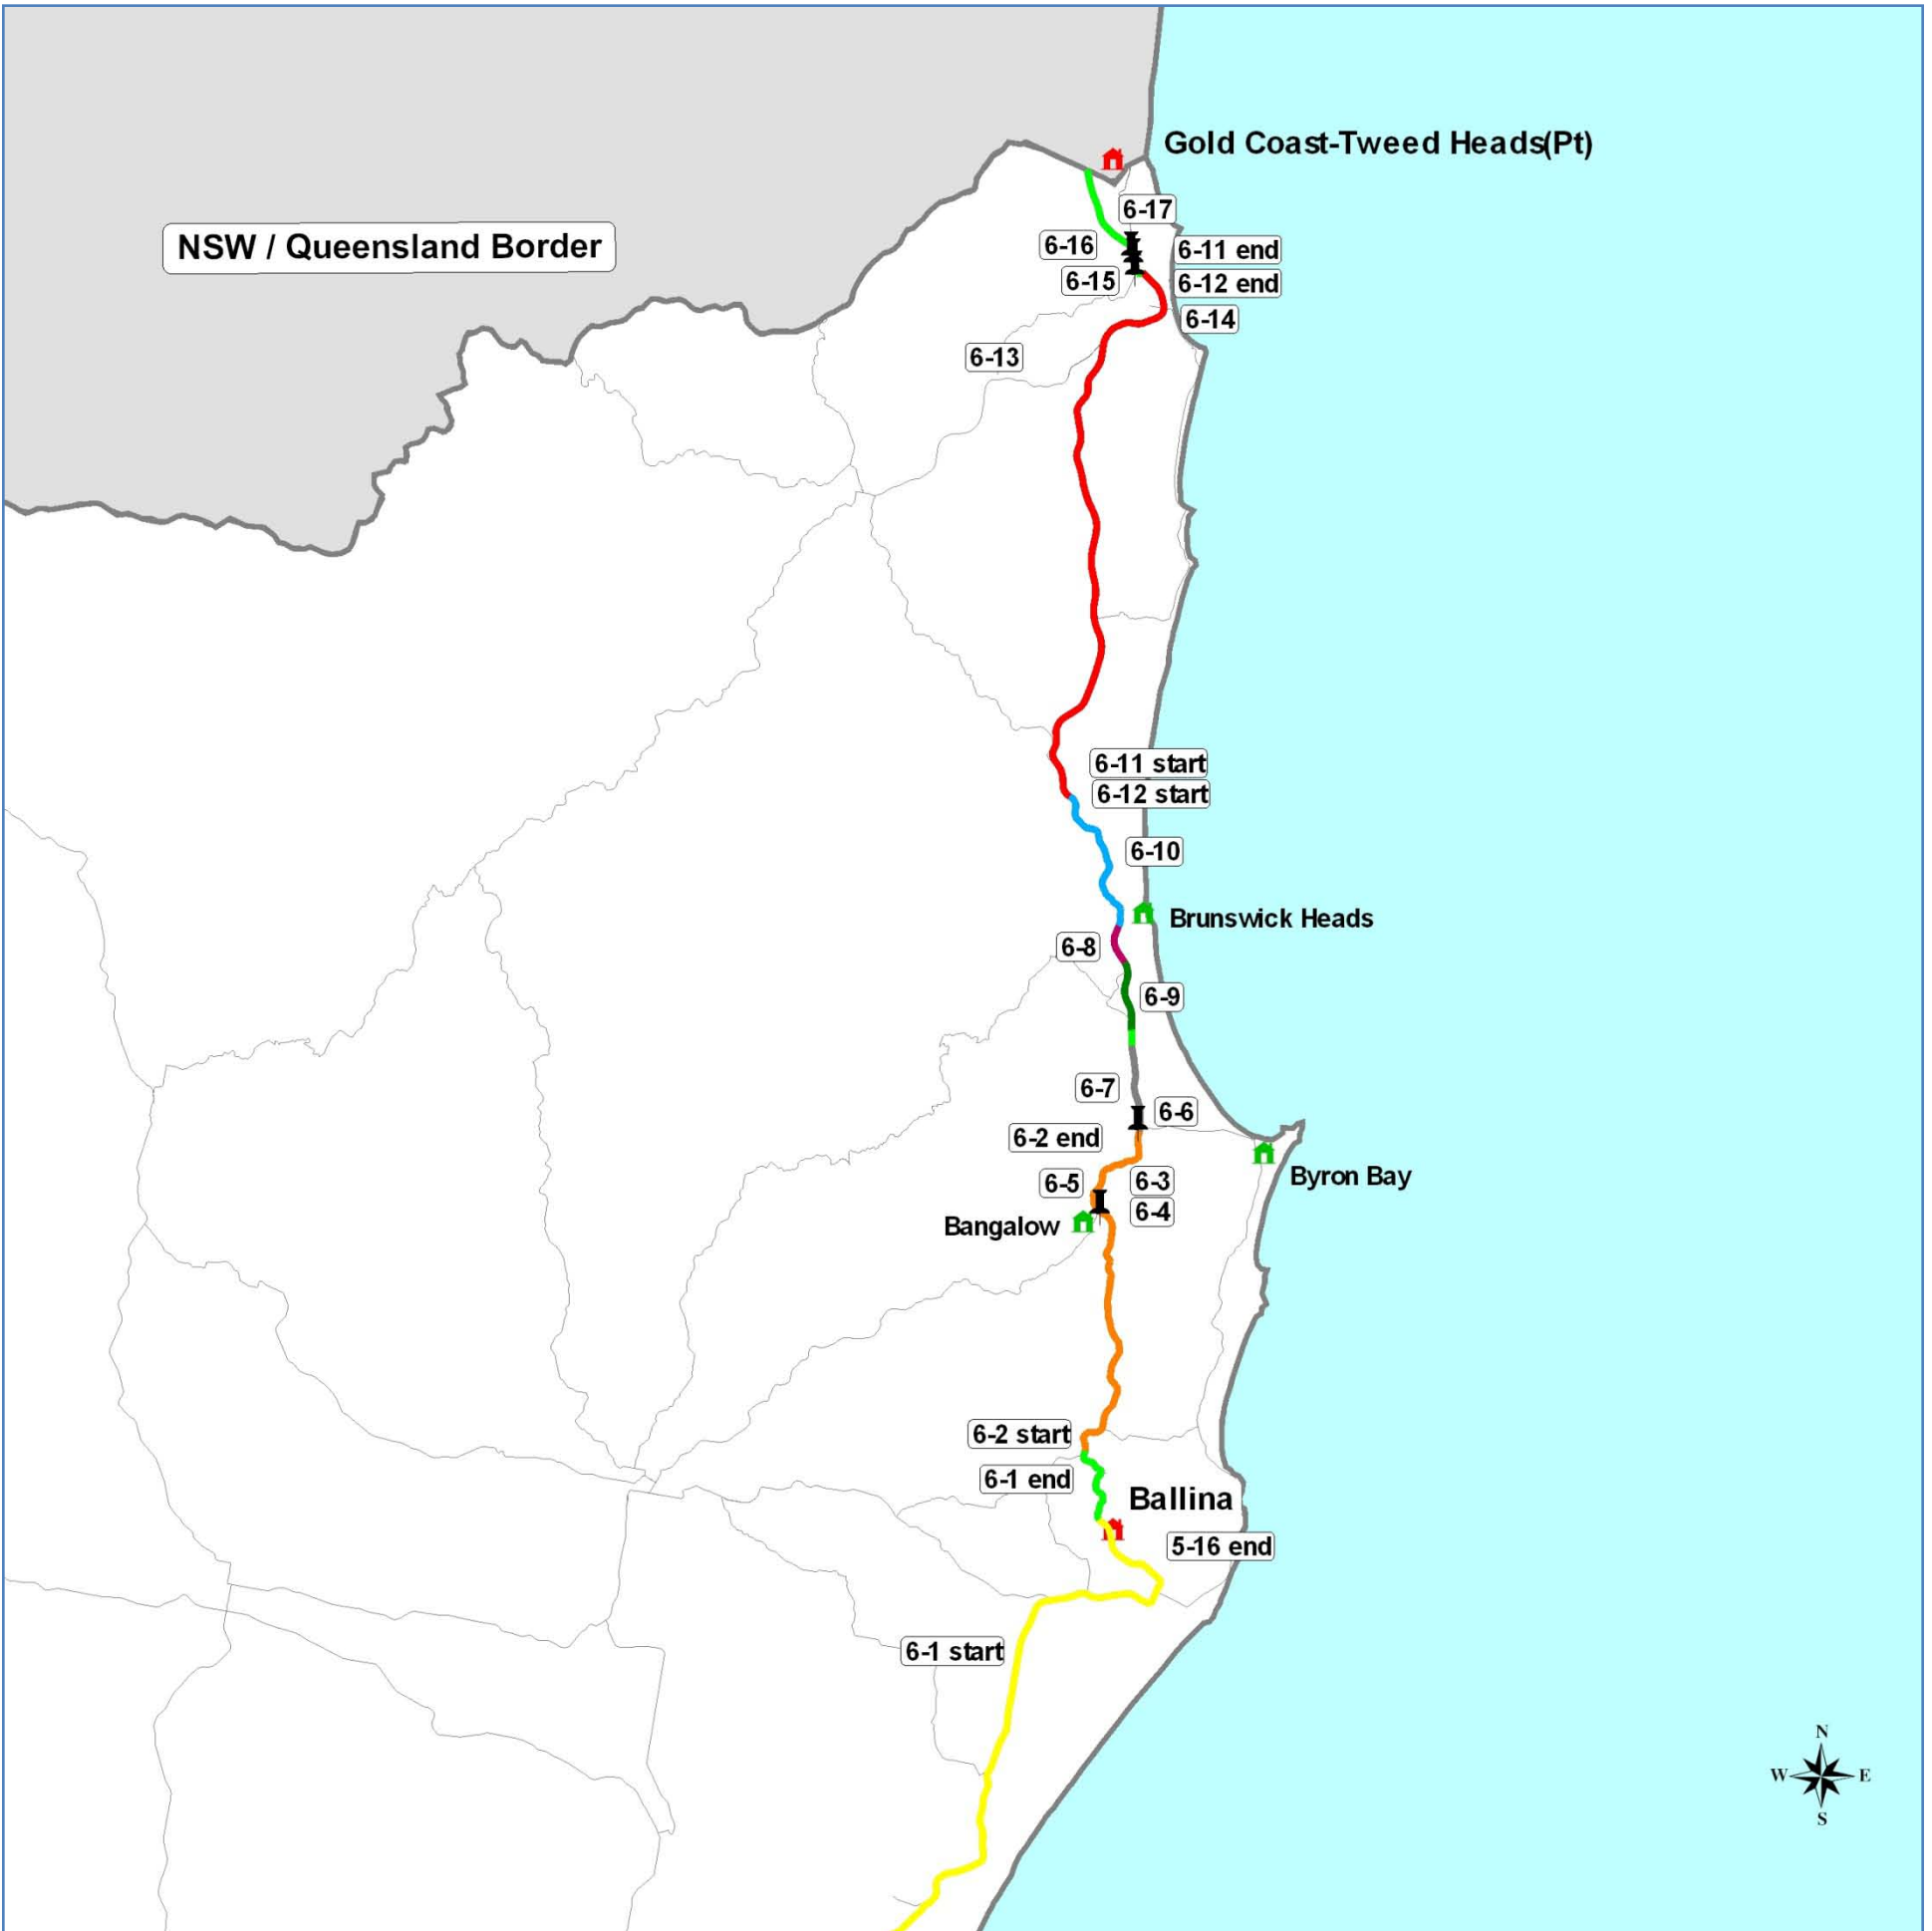 Gold Coast-Tweed Heads(Pt)
6-17
NSW / Queensland Border
6-16
6-11 end
6-15
6-12 end
6-14
6-13
6-11 start
6-12 start
6-10
Brunswick Heads
6-8
6-9
6-7
6-6
6-2 end
Byron Bay
6-5
6-3
6-4
Bangalow
6-2 start
6-1 end
Ballina
5-16 end
6-1 start
N
W E
S